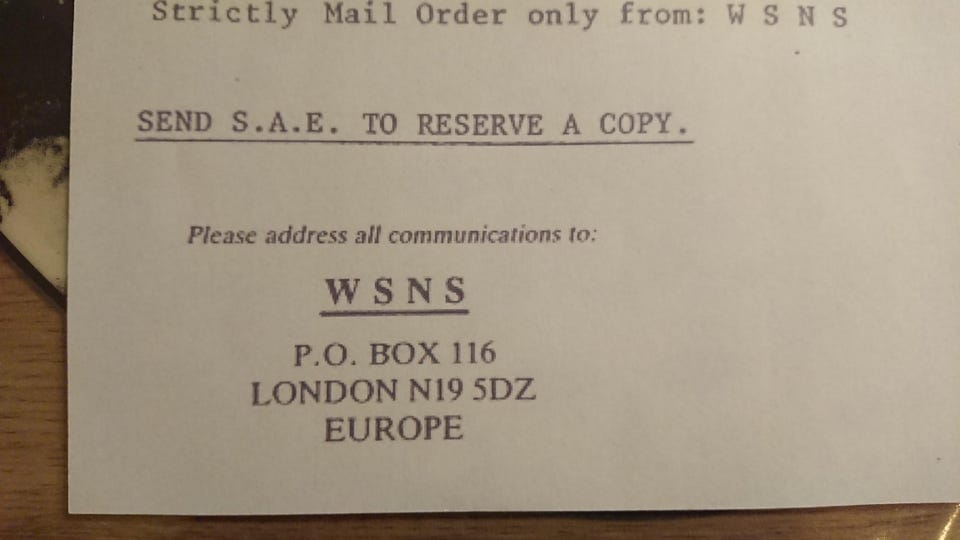 Strictly Mail Order only from: W S N S
SEND S.A.E. TO RESERVE A COPY.
Please address all communications to:
W S N S
P.O. BOX 116
LONDON N19 5DZ
EUROPE